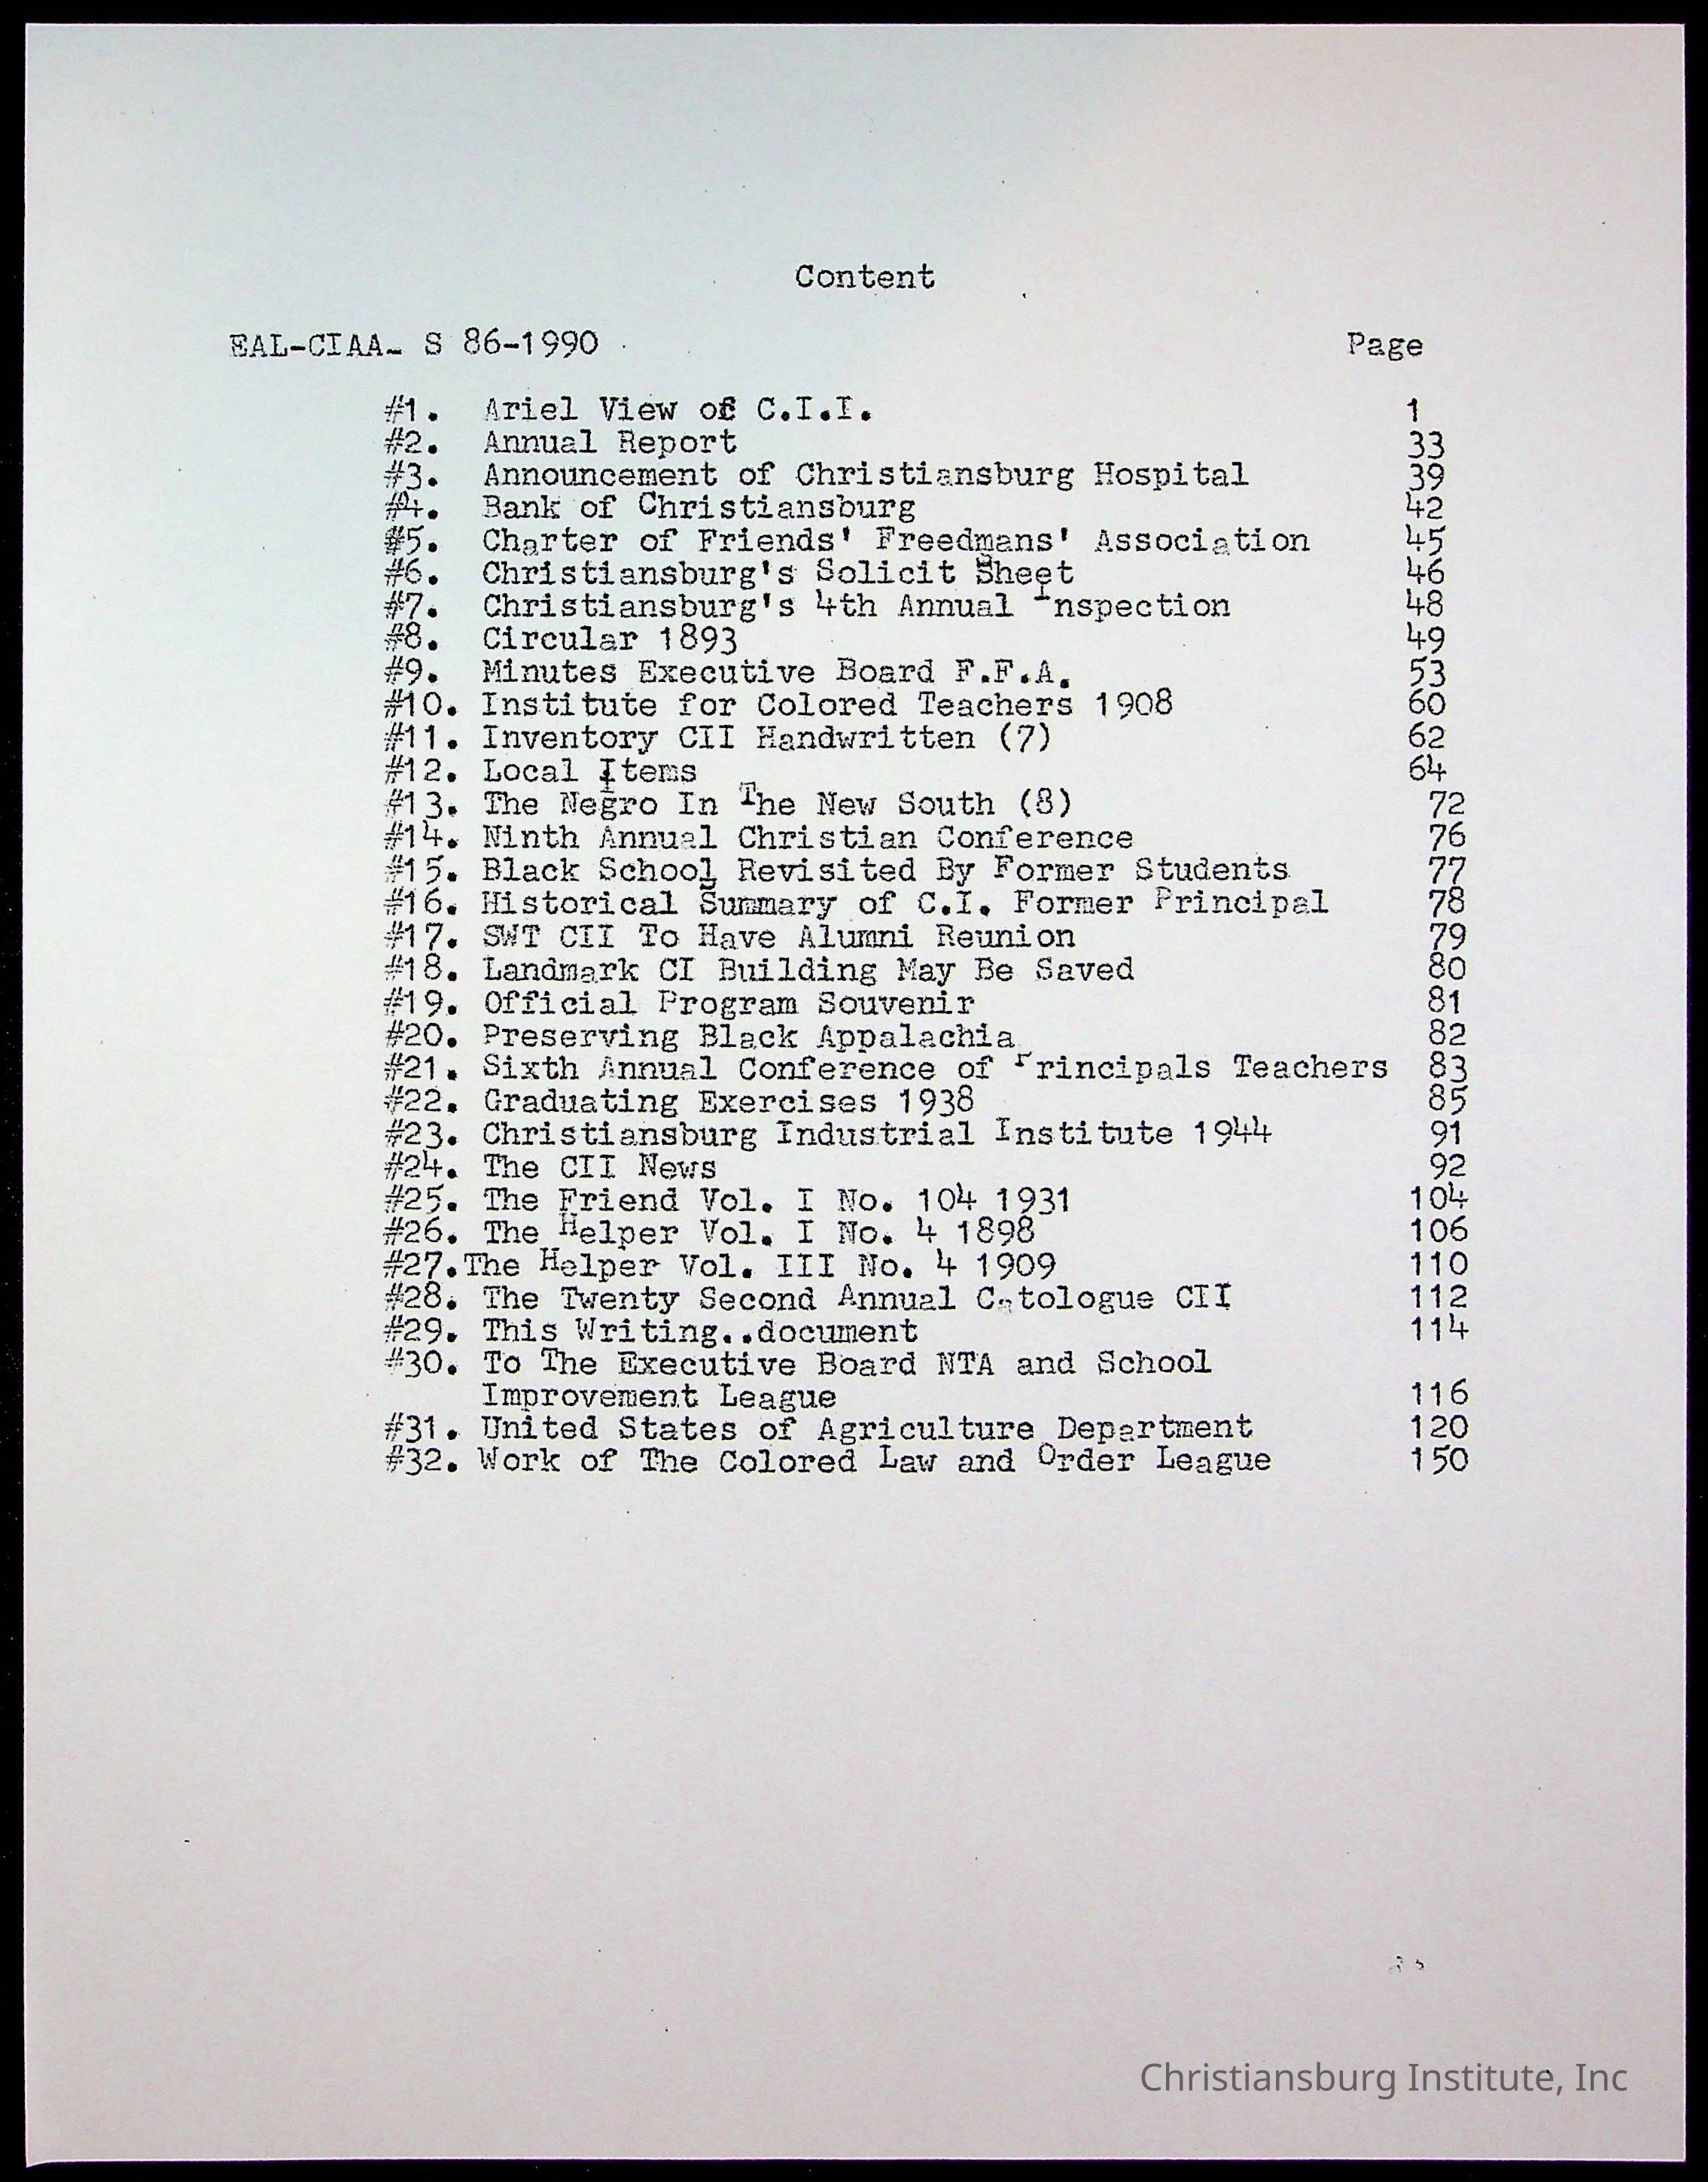 Content
EAL-CIAA- S 86-1990 Page
#1. Ariel View of C.I.I. 1
#2. Annual Report 33
#3. Announcement of Christiansburg Hospital 39
#4. Bank of Christiansburg 42
#5. Charter of Friends' Freedmans' Association 45
#6. Christiansburg's Solicit Sheet 46
#7. Christiansburg's 4th Annual Inspection 48
#8. Circular 1893 49
#9. Minutes Executive Board F.F.A. 53
#10. Institute for Colored Teachers 1908 60
#11. Inventory CII Handwritten (7) 62
#12. Local Items 64
#13. The Negro In The New South (8) 72
#14. Ninth Annual Christian Conference 76
#15. Black School Revisited By Former Students 77
#16. Historical Summary of C.I. Former Principal 78
#17. SWT CII To Have Alumni Reunion 79
#18. Landmark CI Building May Be Saved 80
#19. Official Program Souvenir 81
#20. Preserving Black Appalachia 82
#21. Sixth Annual Conference of Principals Teachers 83
#22. Graduating Exercises 1938 85
#23. Christiansburg Industrial Institute 1944 91
#24. The CII News 92
#25. The Friend Vol. I No. 104 1931 104
#26. The Helper Vol. I No. 4 1898 106
#27.The Helper Vol. III No. 4 1909 110
#28. The Twenty Second Annual Catologue CII 112
#29. This Writing..document 114
#30. To The Executive Board NTA and School
Improvement League 116
#31. United States of Agriculture Department 120
#32. Work of The Colored Law and Order League 150
Christiansburg Institute, Inc